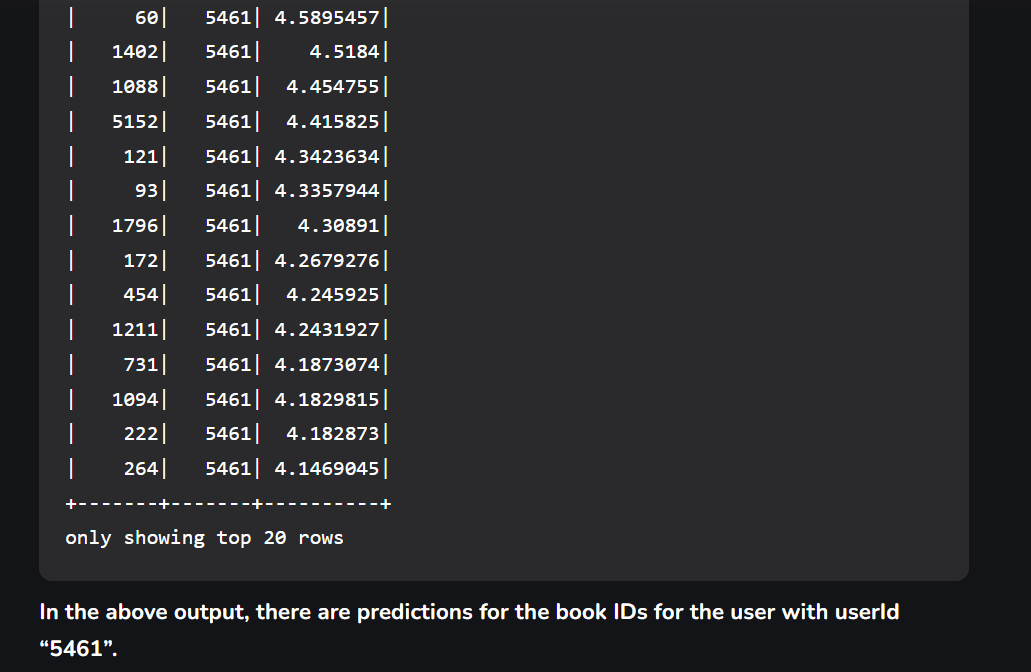 |     60|   5461| 4.5895457|
|   1402|   5461|    4.5184|
|   1088|   5461|  4.454755|
|   5152|   5461|  4.415825|
|    121|   5461| 4.3423634|
|     93|   5461| 4.3357944|
|   1796|   5461|   4.30891|
|    172|   5461| 4.2679276|
|    454|   5461|  4.245925|
|   1211|   5461| 4.2431927|
|    731|   5461| 4.1873074|
|   1094|   5461| 4.1829815|
|    222|   5461|  4.182873|
|    264|   5461| 4.1469045|
+-------+-------+----------+
only showing top 20 rows
In the above output, there are predictions for the book IDs for the user with userId
“5461”.